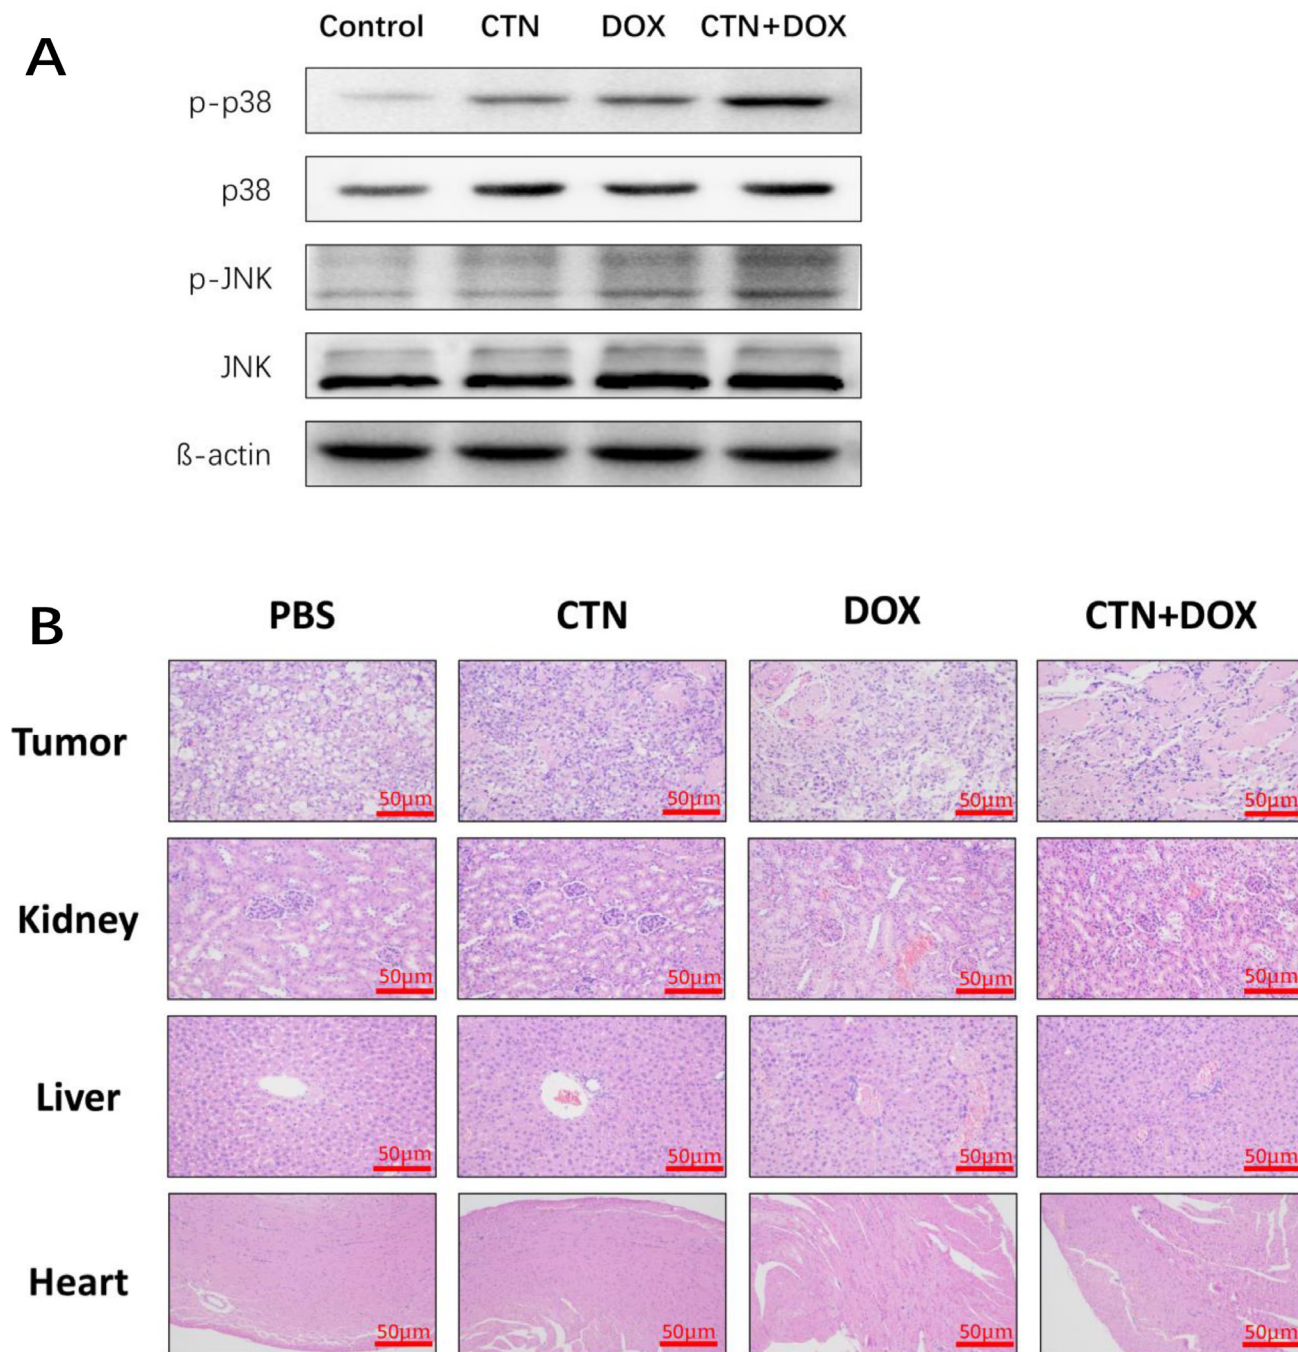 A
Control CTN DOX CTN+DOX
p-p38
p38
p-JNK
JNK
ß-actin
B
PBS CTN DOX CTN+DOX
Tumor
50μm 50μm 50μm 50μm
Kidney
50μm 50μm 50μm 50μm
Liver
50μm 50μm 50μm 50μm
Heart
50μm 50μm 50μm 50μm